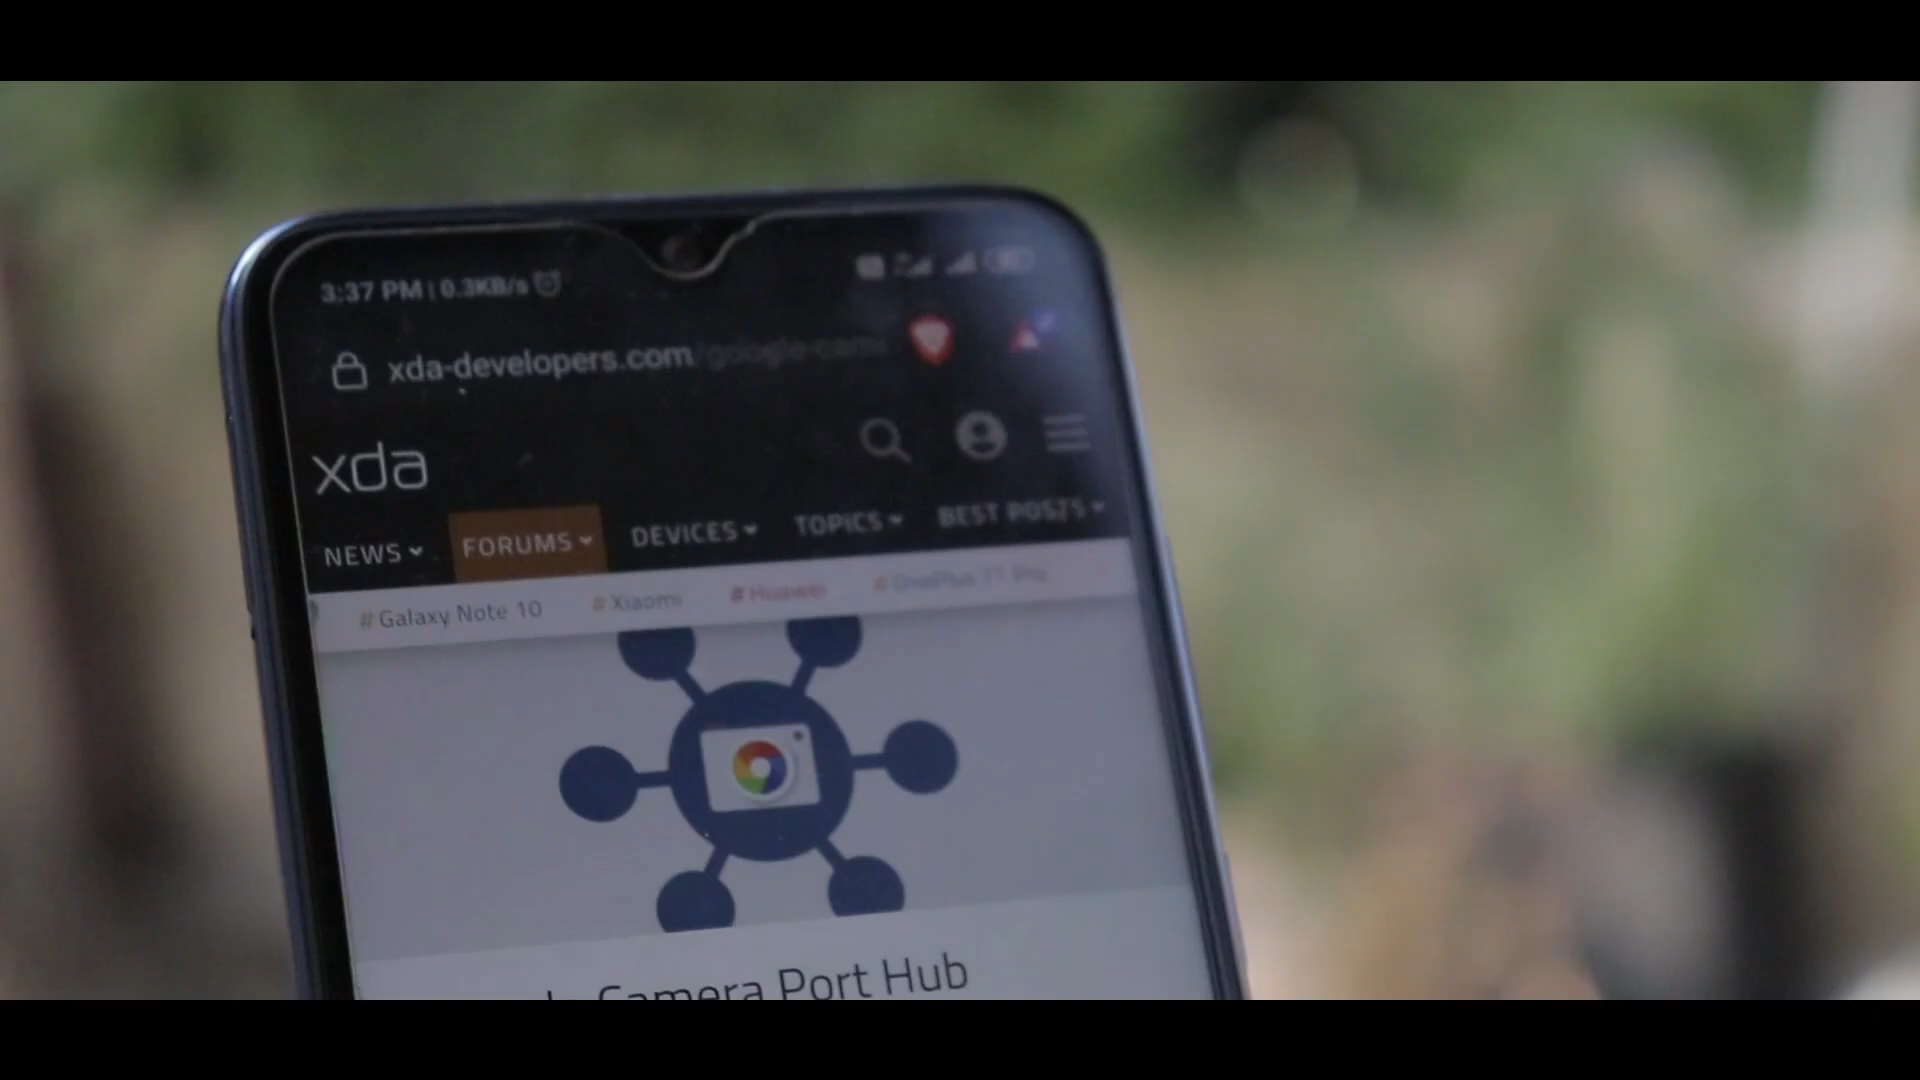 3:37 PM | 0.3KB/s
xda-developers.com/google-cam
xda
NEWS FORUMS DEVICES TOPICS BEST POSTS
#Galaxy Note 10 #Xiaomi #Huawei #OnePlus 7T Pro
Camera Port Hub